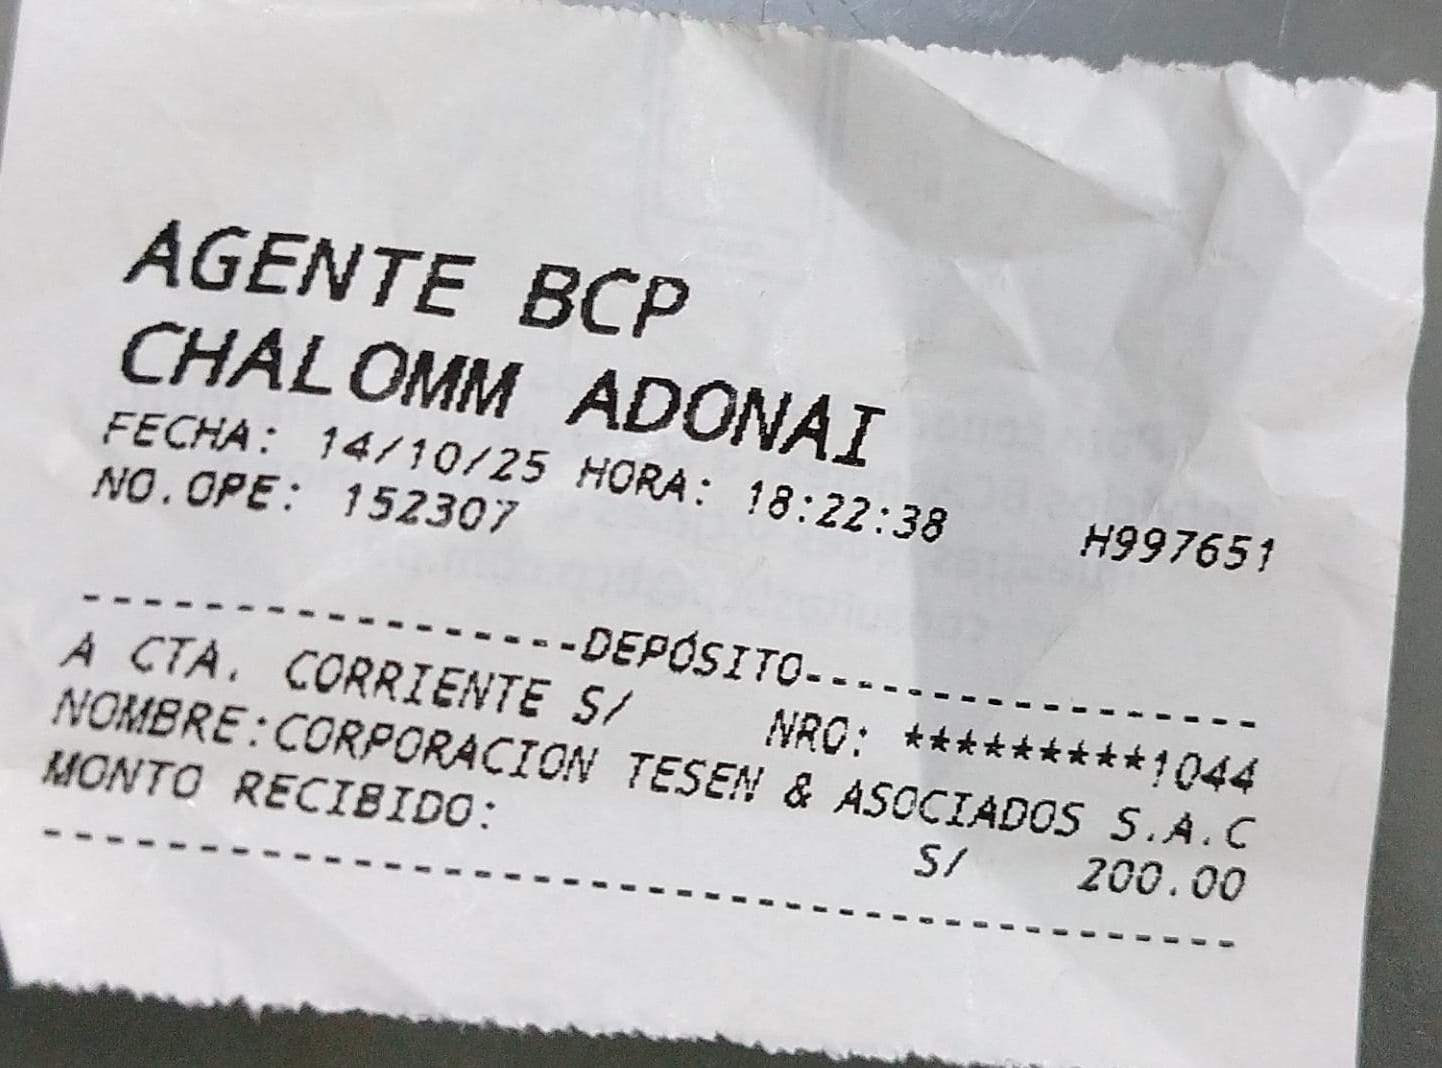 AGENTE BCP
CHALOMM ADONAI
FECHA: 14/10/25 HORA: 18:22:38 H997651
NO.OPE: 152307
----------------DEPÓSITO-----------------
A CTA. CORRIENTE S/ NRO: *********1044
NOMBRE:CORPORACION TESEN & ASOCIADOS S.A.C
MONTO RECIBIDO: S/ 200.00